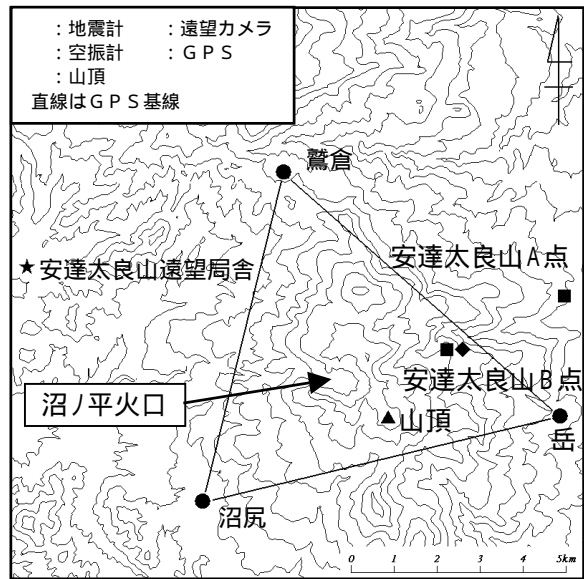 ：地震計　：遠望カメラ
：空振計　：ＧＰＳ
：山頂
直線はＧＰＳ基線
鷲倉
安達太良山A点
安達太良山遠望局舎
安達太良山B点
沼ノ平火口
山頂
岳
沼尻
0 1 2 3 4 5km